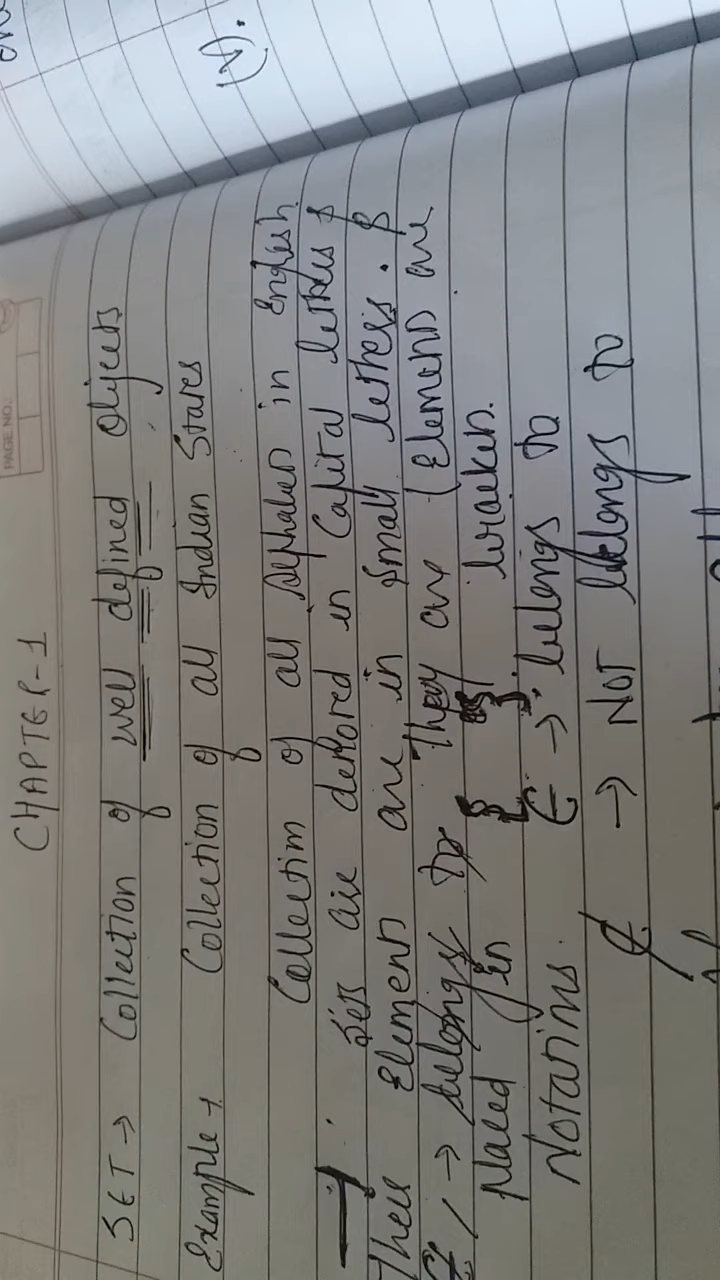 (v).
PAGE NO.
CHAPTER-1
SET → Collection of well defined objects
Example → Collection of all Indian States
Collection of all alphabets in English
→ . Sets are denoted in Capital letters &
Their Elements are in small letters. &
→ belongs to They are (Elements are
Placed in { } bracket.
Notations. ∈ → belongs to
∉ → NOT belongs to